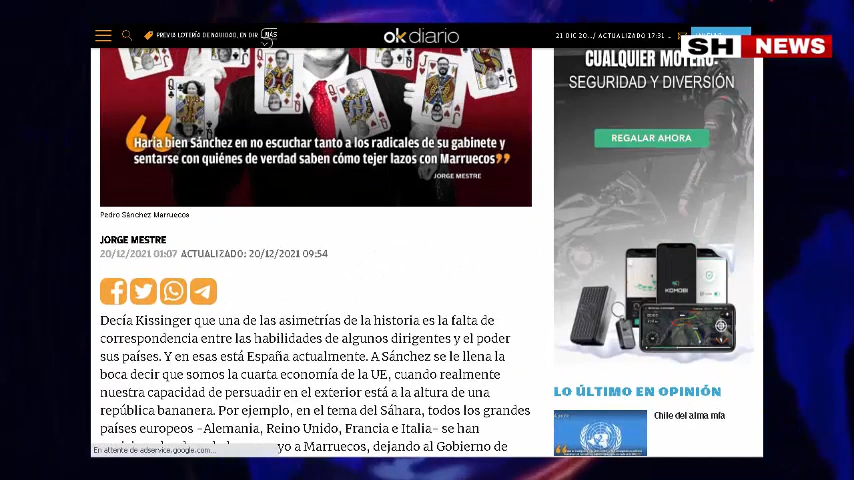 PREVIA LOTERÍA DE NAVIDAD, EN DIR
MÁS
okdiario
21 DIC 20../ ACTUALIZADO 17:31 ...
SH NEWS
CUALQUIER MOTERO:
SEGURIDAD Y DIVERSIÓN
REGALAR AHORA
“Haría bien Sánchez en no escuchar tanto a los radicales de su gabinete y
sentarse con quiénes de verdad saben cómo tejer lazos con Marruecos”
JORGE MESTRE
Pedro Sánchez Marruecos
JORGE MESTRE
20/12/2021 01:07 ACTUALIZADO: 20/12/2021 09:54
KOMOBI
Decía Kissinger que una de las asimetrías de la historia es la falta de
correspondencia entre las habilidades de algunos dirigentes y el poder
sus países. Y en esas está España actualmente. A Sánchez se le llena la
boca decir que somos la cuarta economía de la UE, cuando realmente
nuestra capacidad de persuadir en el exterior está a la altura de una
república bananera. Por ejemplo, en el tema del Sáhara, todos los grandes
países europeos -Alemania, Reino Unido, Francia e Italia- se han
a Marruecos, dejando al Gobierno de
En attente de adservice.google.com...
LO ÚLTIMO EN OPINIÓN
Chile del alma mía